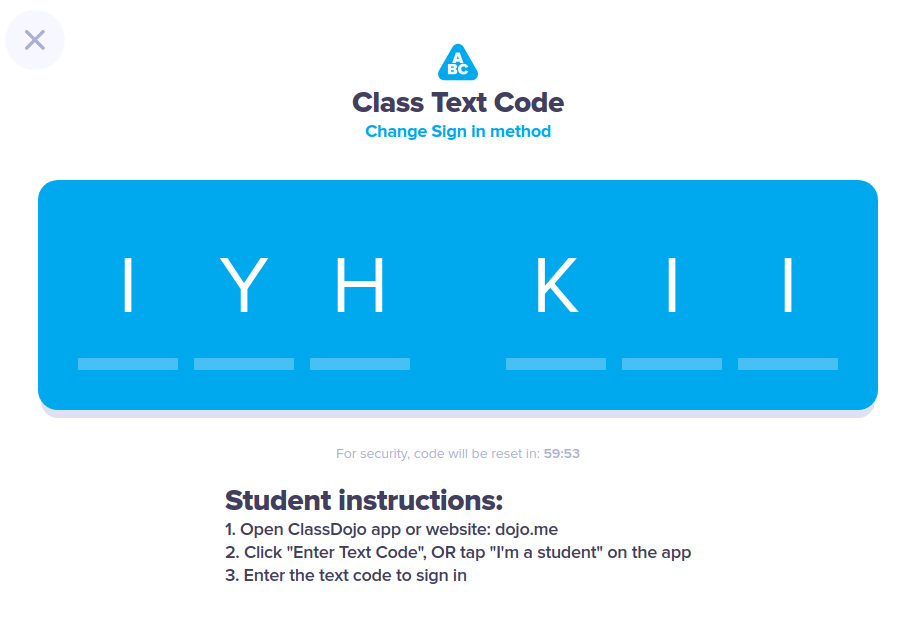 A
BC
Class Text Code
Change Sign in method
I Y H K I I
For security, code will be reset in: 59:53
Student instructions:
1. Open ClassDojo app or website: dojo.me
2. Click "Enter Text Code", OR tap "I'm a student" on the app
3. Enter the text code to sign in